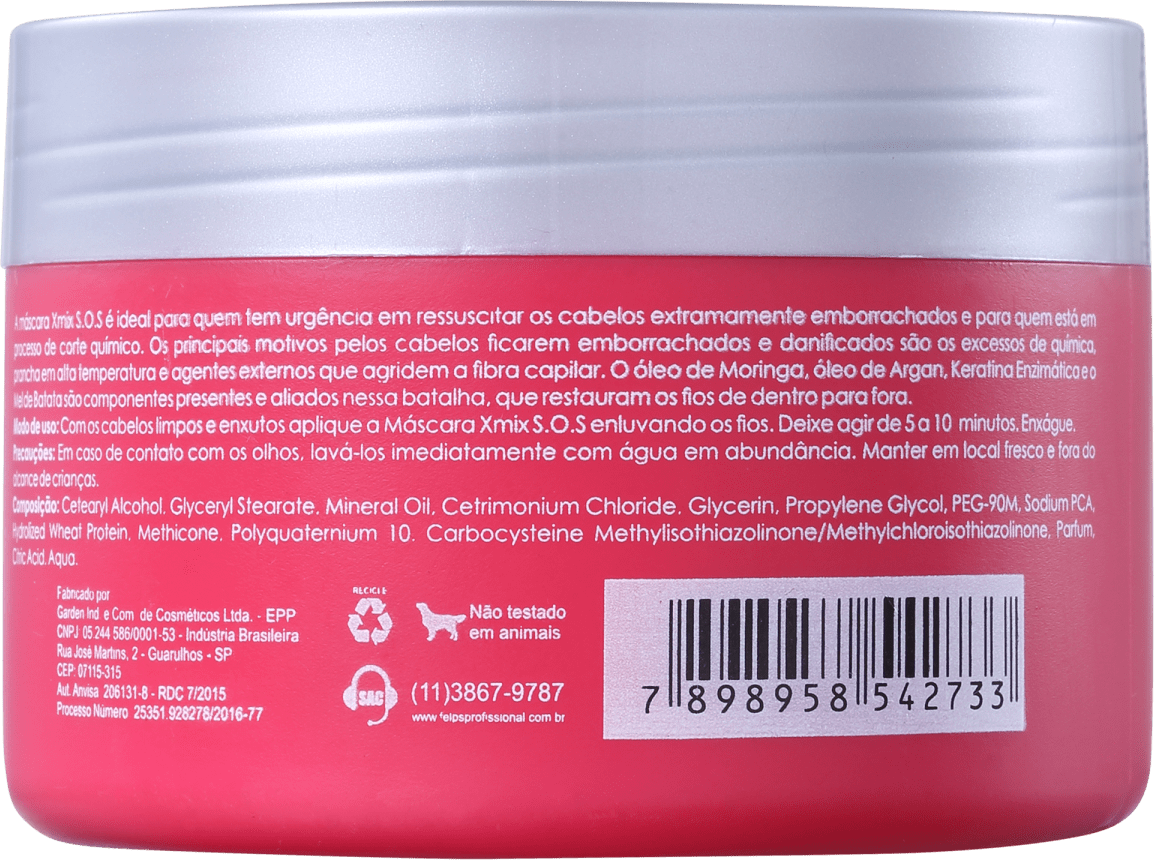 A máscara Xmix S.O.S é ideal para quem tem urgência em ressuscitar os cabelos extramamente emborrachados e para quem está em
processo de corte químico. Os principais motivos pelos cabelos ficarem emborrachados e danificados são os excessos de química,
prancha em alta temperatura e agentes externos que agridem a fibra capilar. O óleo de Moringa, óleo de Argan, Keratina Enzimática e o
Mel de Batata são componentes presentes e aliados nessa batalha, que restauram os fios de dentro para fora.
Modo de uso: Com os cabelos limpos e enxutos aplique a Máscara Xmix S.O.S enluvando os fios. Deixe agir de 5 a 10 minutos. Enxágue.
Precauções: Em caso de contato com os olhos, lavá-los imediatamente com água em abundância. Manter em local fresco e fora do
alcance de crianças.
Composição: Cetearyl Alcohol. Glyceryl Stearate. Mineral Oil, Cetrimonium Chloride. Glycerin, Propylene Glycol, PEG-90M, Sodium PCA,
Hydrolized Wheat Protein, Methicone. Polyquaternium 10. Carbocysteine Methylisothiazolinone/Methylchloroisothiazolinone, Parfum,
Citric Acid. Aqua.
Fabricado por
Garden Ind e Com de Cosméticos Ltda. - EPP
CNPJ 05 244 586/0001-53 - Indústria Brasileira
Rua José Martins, 2 - Guarulhos - SP
CEP: 07115-315
Aut. Anvisa 206131-8 - RDC 7/2015
Processo Número 25351.928278/2016-77
RECICLE
Não testado
em animais
SAC
(11)3867-9787
www.felpsprofissional.com br
7 898958 542733